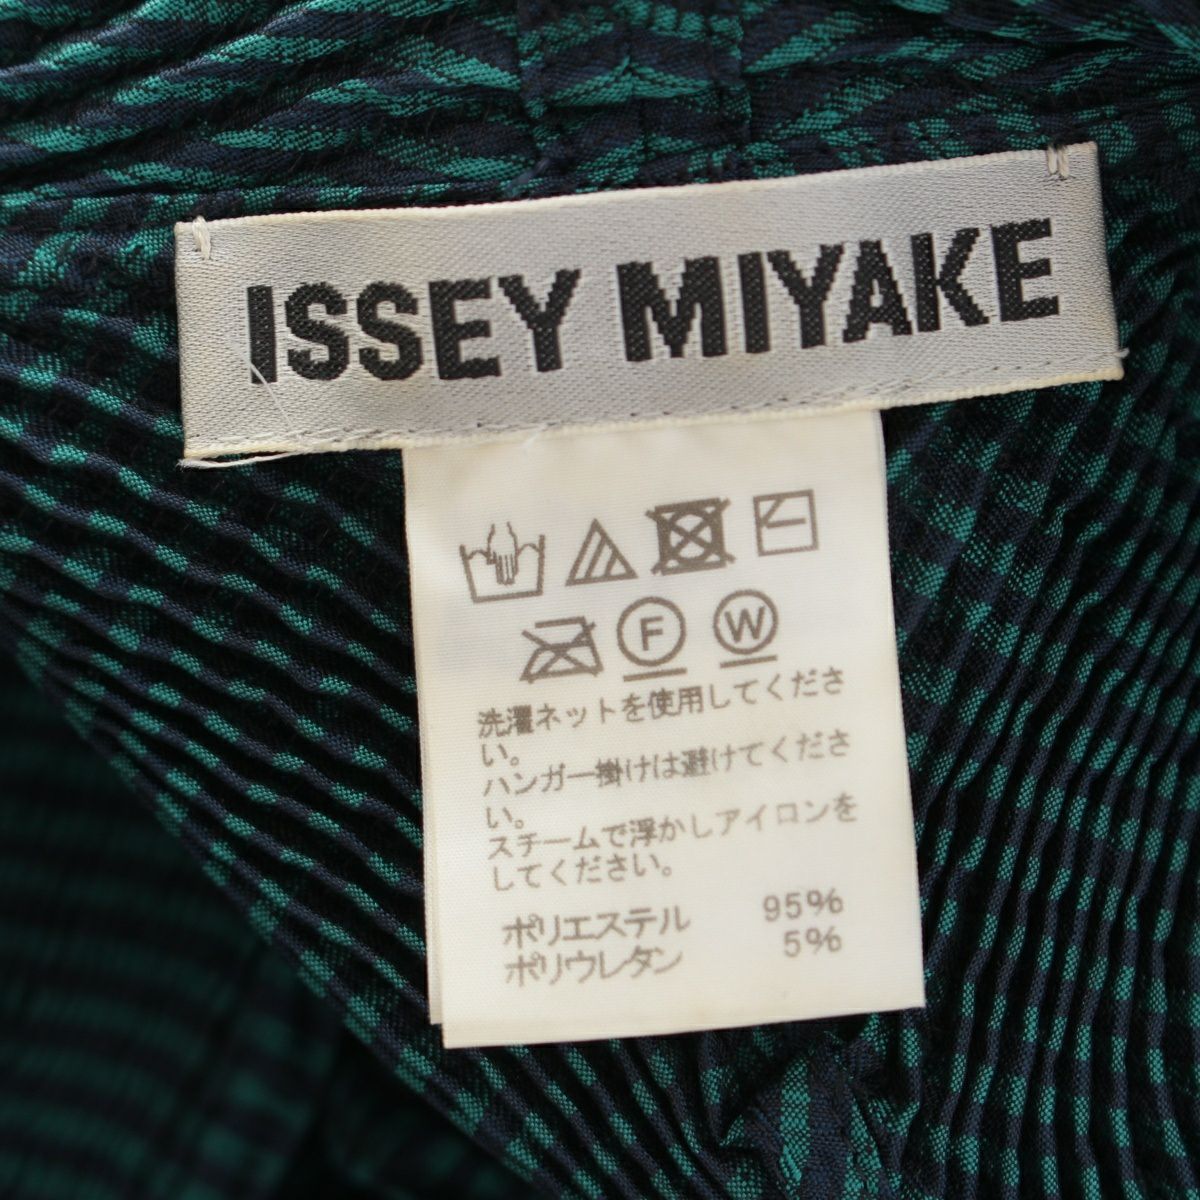 ISSEY MIYAKE
F W
洗濯ネットを使用してくださ
い。
ハンガー掛けは避けてくださ
い。
スチームで浮かしアイロンを
してください。
ポリエステル 95%
ポリウレタン 5%